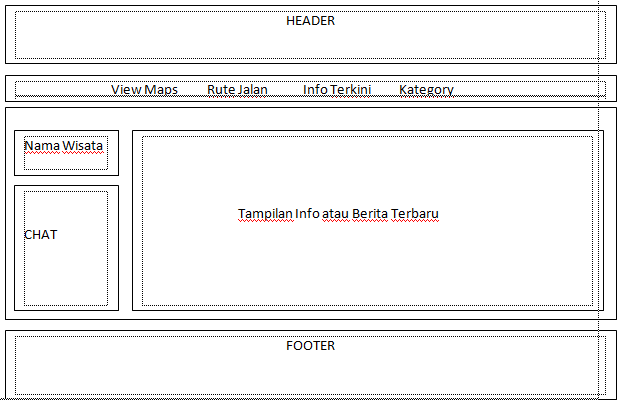 HEADER
View Maps Rute Jalan Info Terkini Kategory
Nama Wisata
Tampilan Info atau Berita Terbaru
CHAT
FOOTER